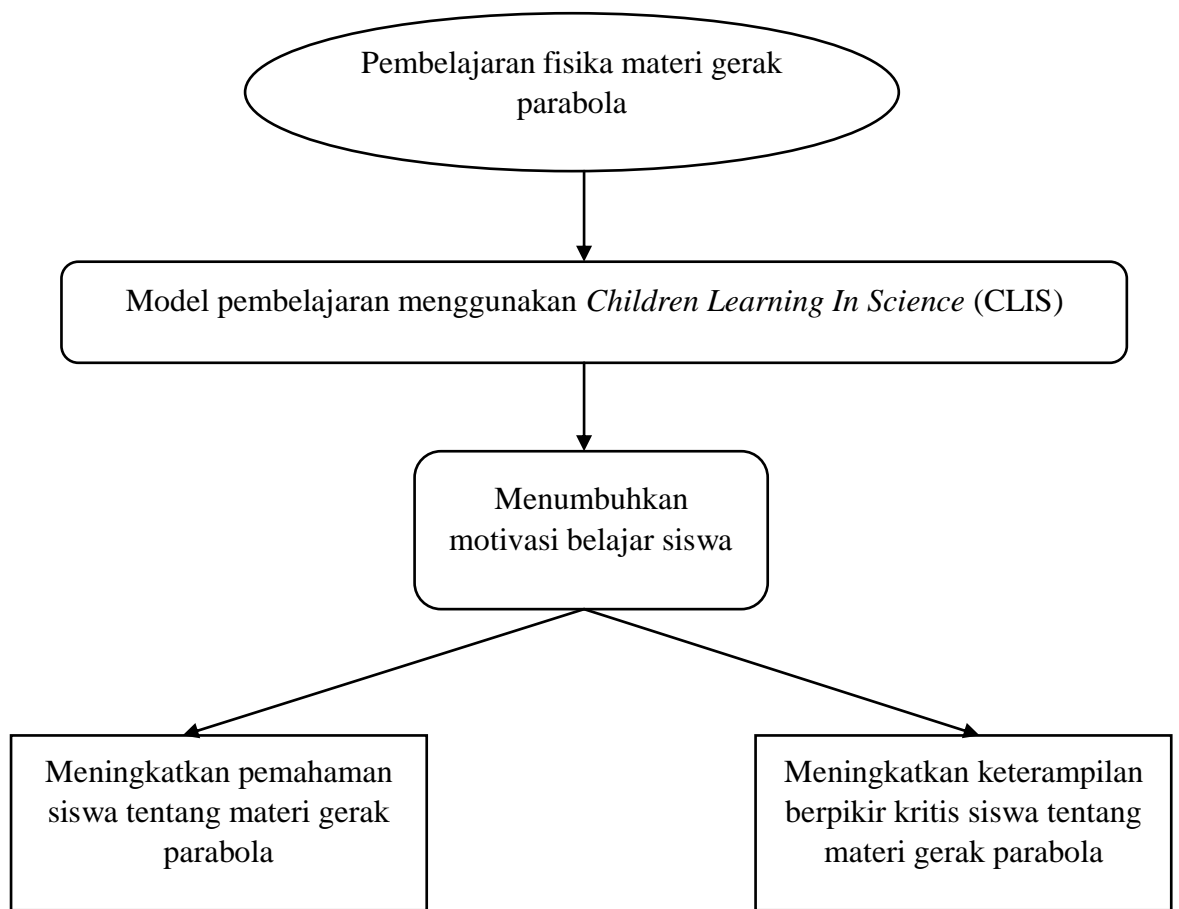 Pembelajaran fisika materi gerak
parabola
Model pembelajaran menggunakan Children Learning In Science (CLIS)
Menumbuhkan
motivasi belajar siswa
Meningkatkan pemahaman
siswa tentang materi gerak
parabola
Meningkatkan keterampilan
berpikir kritis siswa tentang
materi gerak parabola